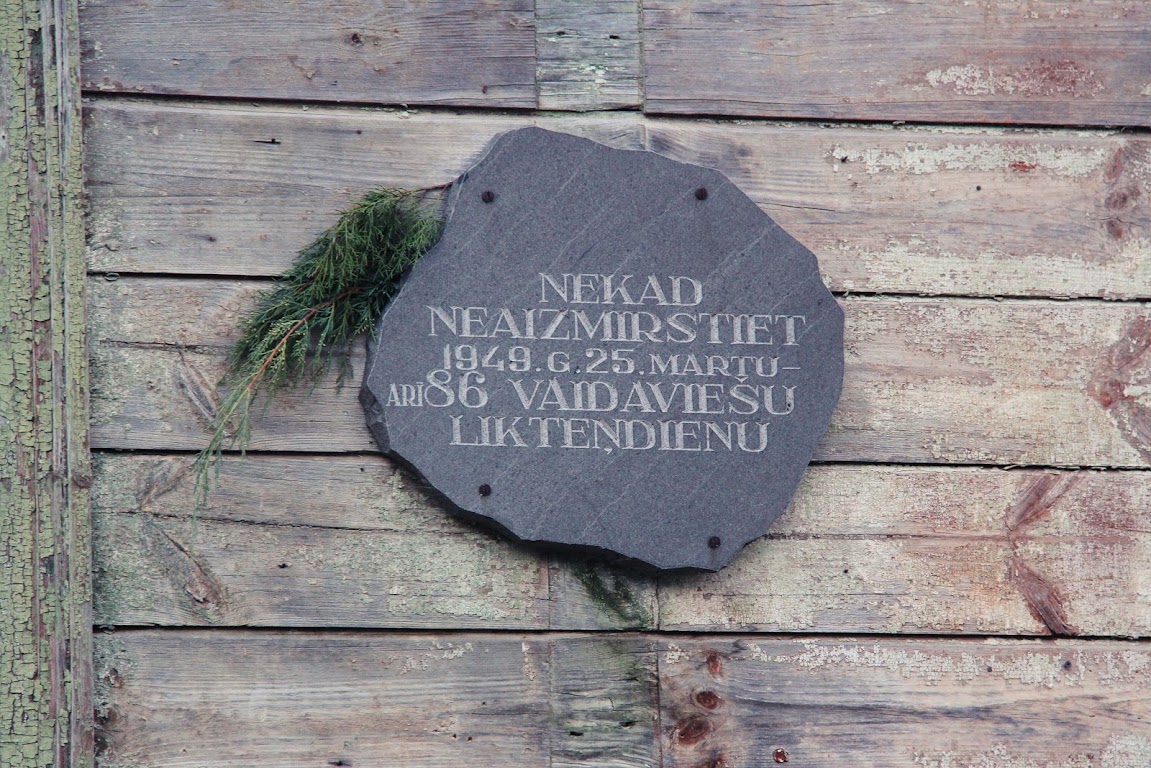 NEKAD
NEAIZMIRSTIET
1949. G. 25. MARTU-
ARĪ 86 VAIDAVIEŠU
LIKTEŅDIENU